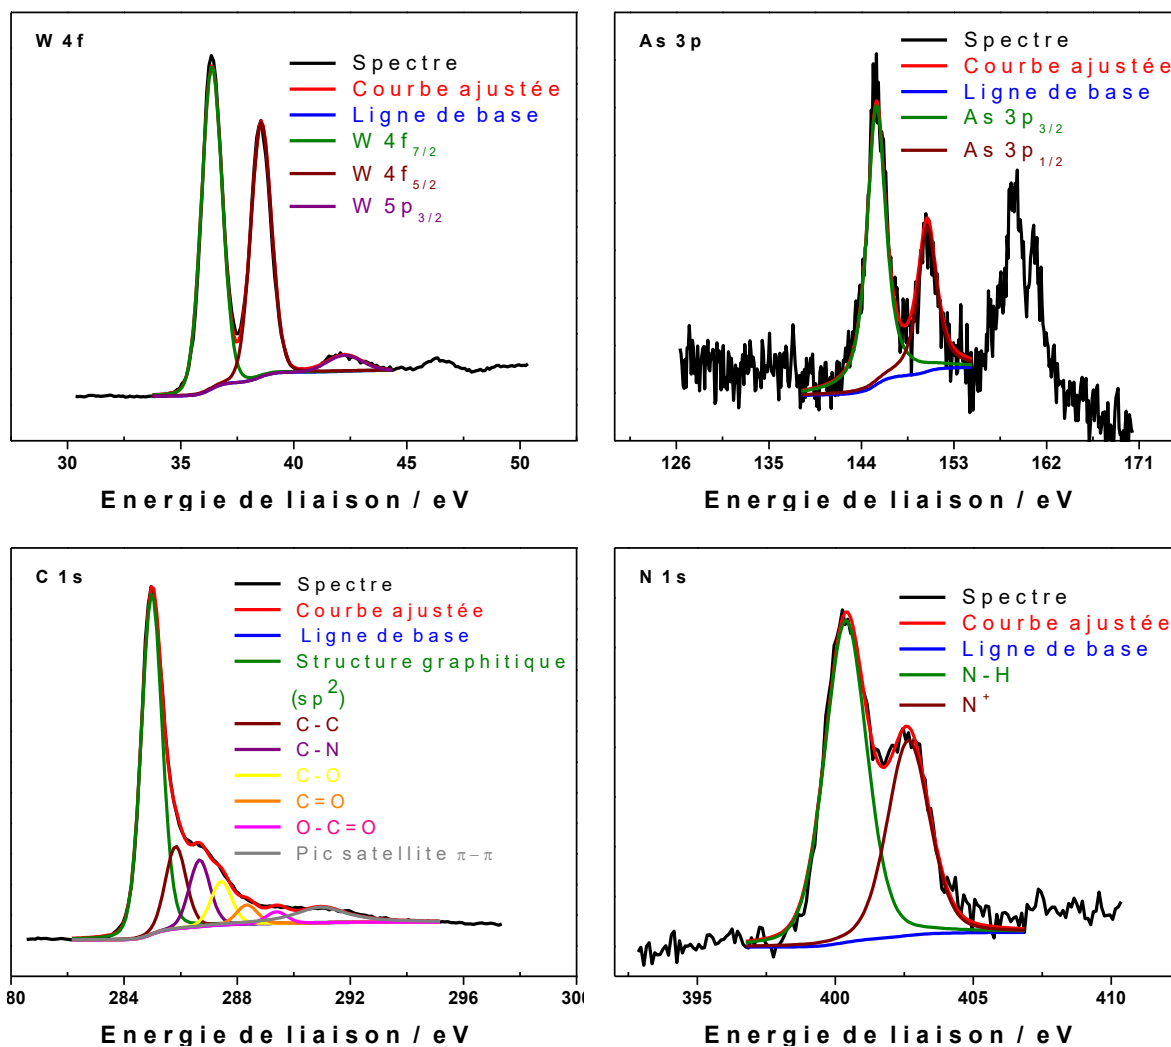 W 4f
Spectre
Courbe ajustée
Ligne de base
W 4f7/2
W 4f5/2
W 5p3/2
30 35 40 45 50
Energie de liaison / eV
As 3p
Spectre
Courbe ajustée
Ligne de base
As 3p3/2
As 3p1/2
126 135 144 153 162 171
Energie de liaison / eV
C 1s
Spectre
Courbe ajustée
Ligne de base
Structure graphitique
(sp2)
C-C
C-N
C-O
C=O
O-C=O
Pic satellite π-π
80 284 288 292 296 300
Energie de liaison / eV
N 1s
Spectre
Courbe ajustée
Ligne de base
N-H
N+
395 400 405 410
Energie de liaison / eV